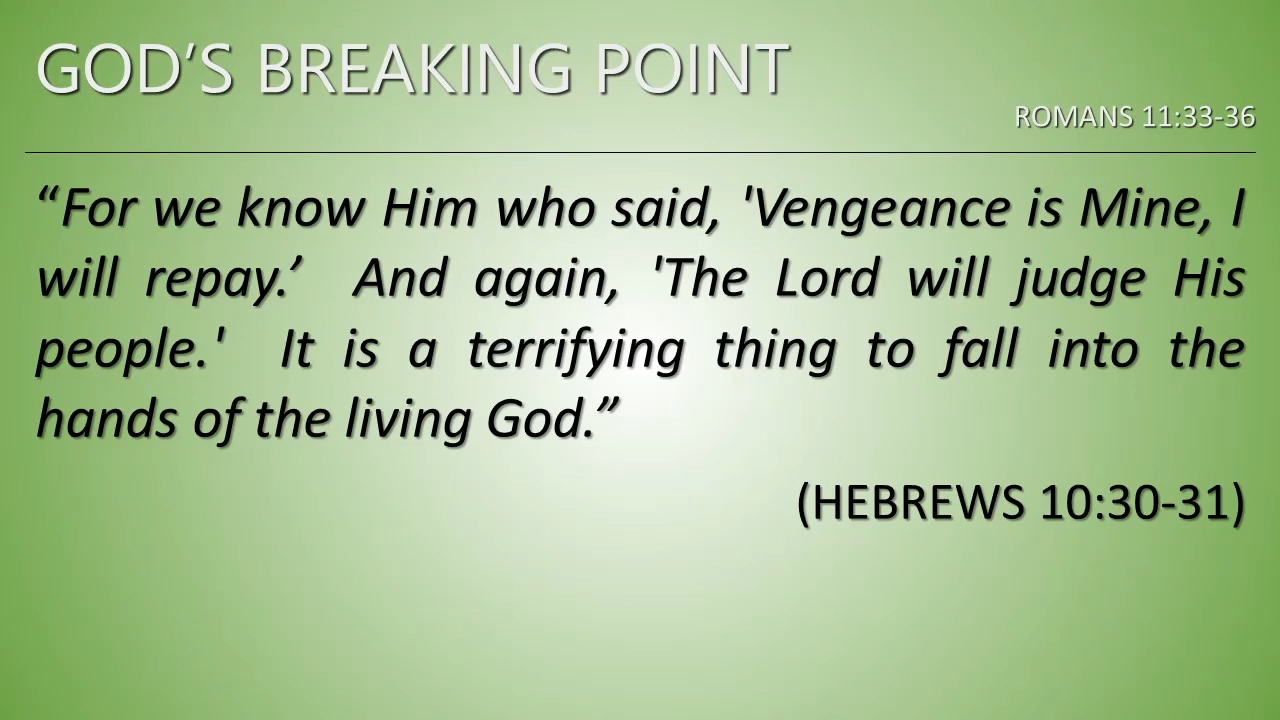 GOD’S BREAKING POINT
ROMANS 11:33-36
“For we know Him who said, 'Vengeance is Mine, I
will repay.’ And again, 'The Lord will judge His
people.' It is a terrifying thing to fall into the
hands of the living God.”
(HEBREWS 10:30-31)